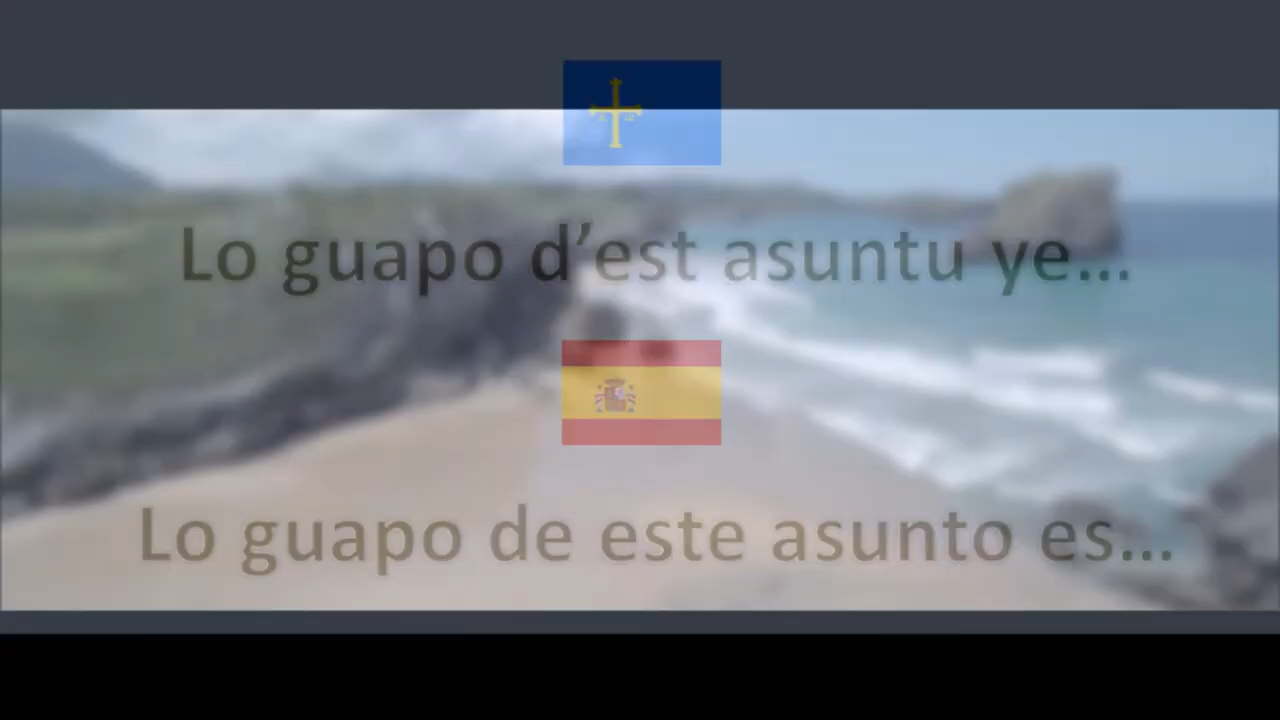 Lo guapo d’est asuntu ye...
Lo guapo de este asunto es...